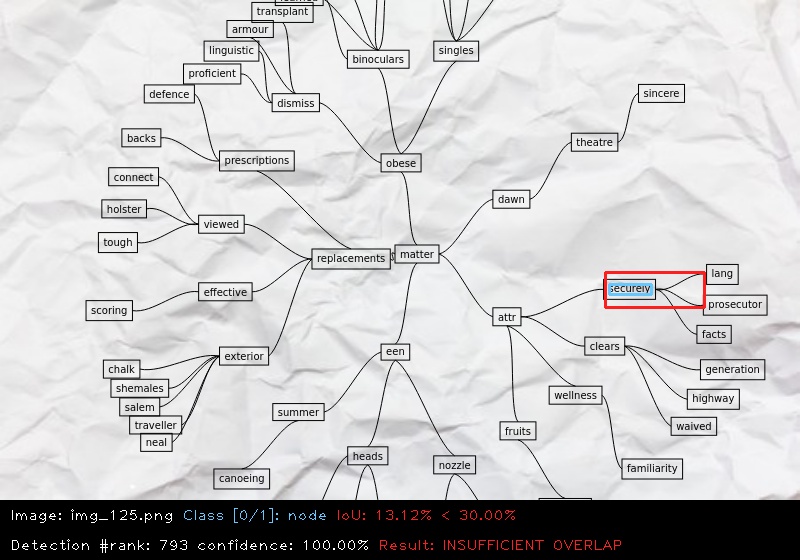 transplant
armour
linguistic
binoculars
singles
proficient
defence
dismiss
sincere
backs
theatre
prescriptions
obese
connect
dawn
holster
viewed
tough
replacements
matter
lang
effective
securely
prosecutor
scoring
attr
facts
exterior
een
clears
chalk
generation
shemales
wellness
highway
salem
summer
traveller
waived
neal
fruits
heads
nozzle
familiarity
canoeing
Image: img_125.png Class [0/1]: node IoU: 13.12% < 30.00%
Detection #rank: 793 confidence: 100.00% Result: INSUFFICIENT OVERLAP